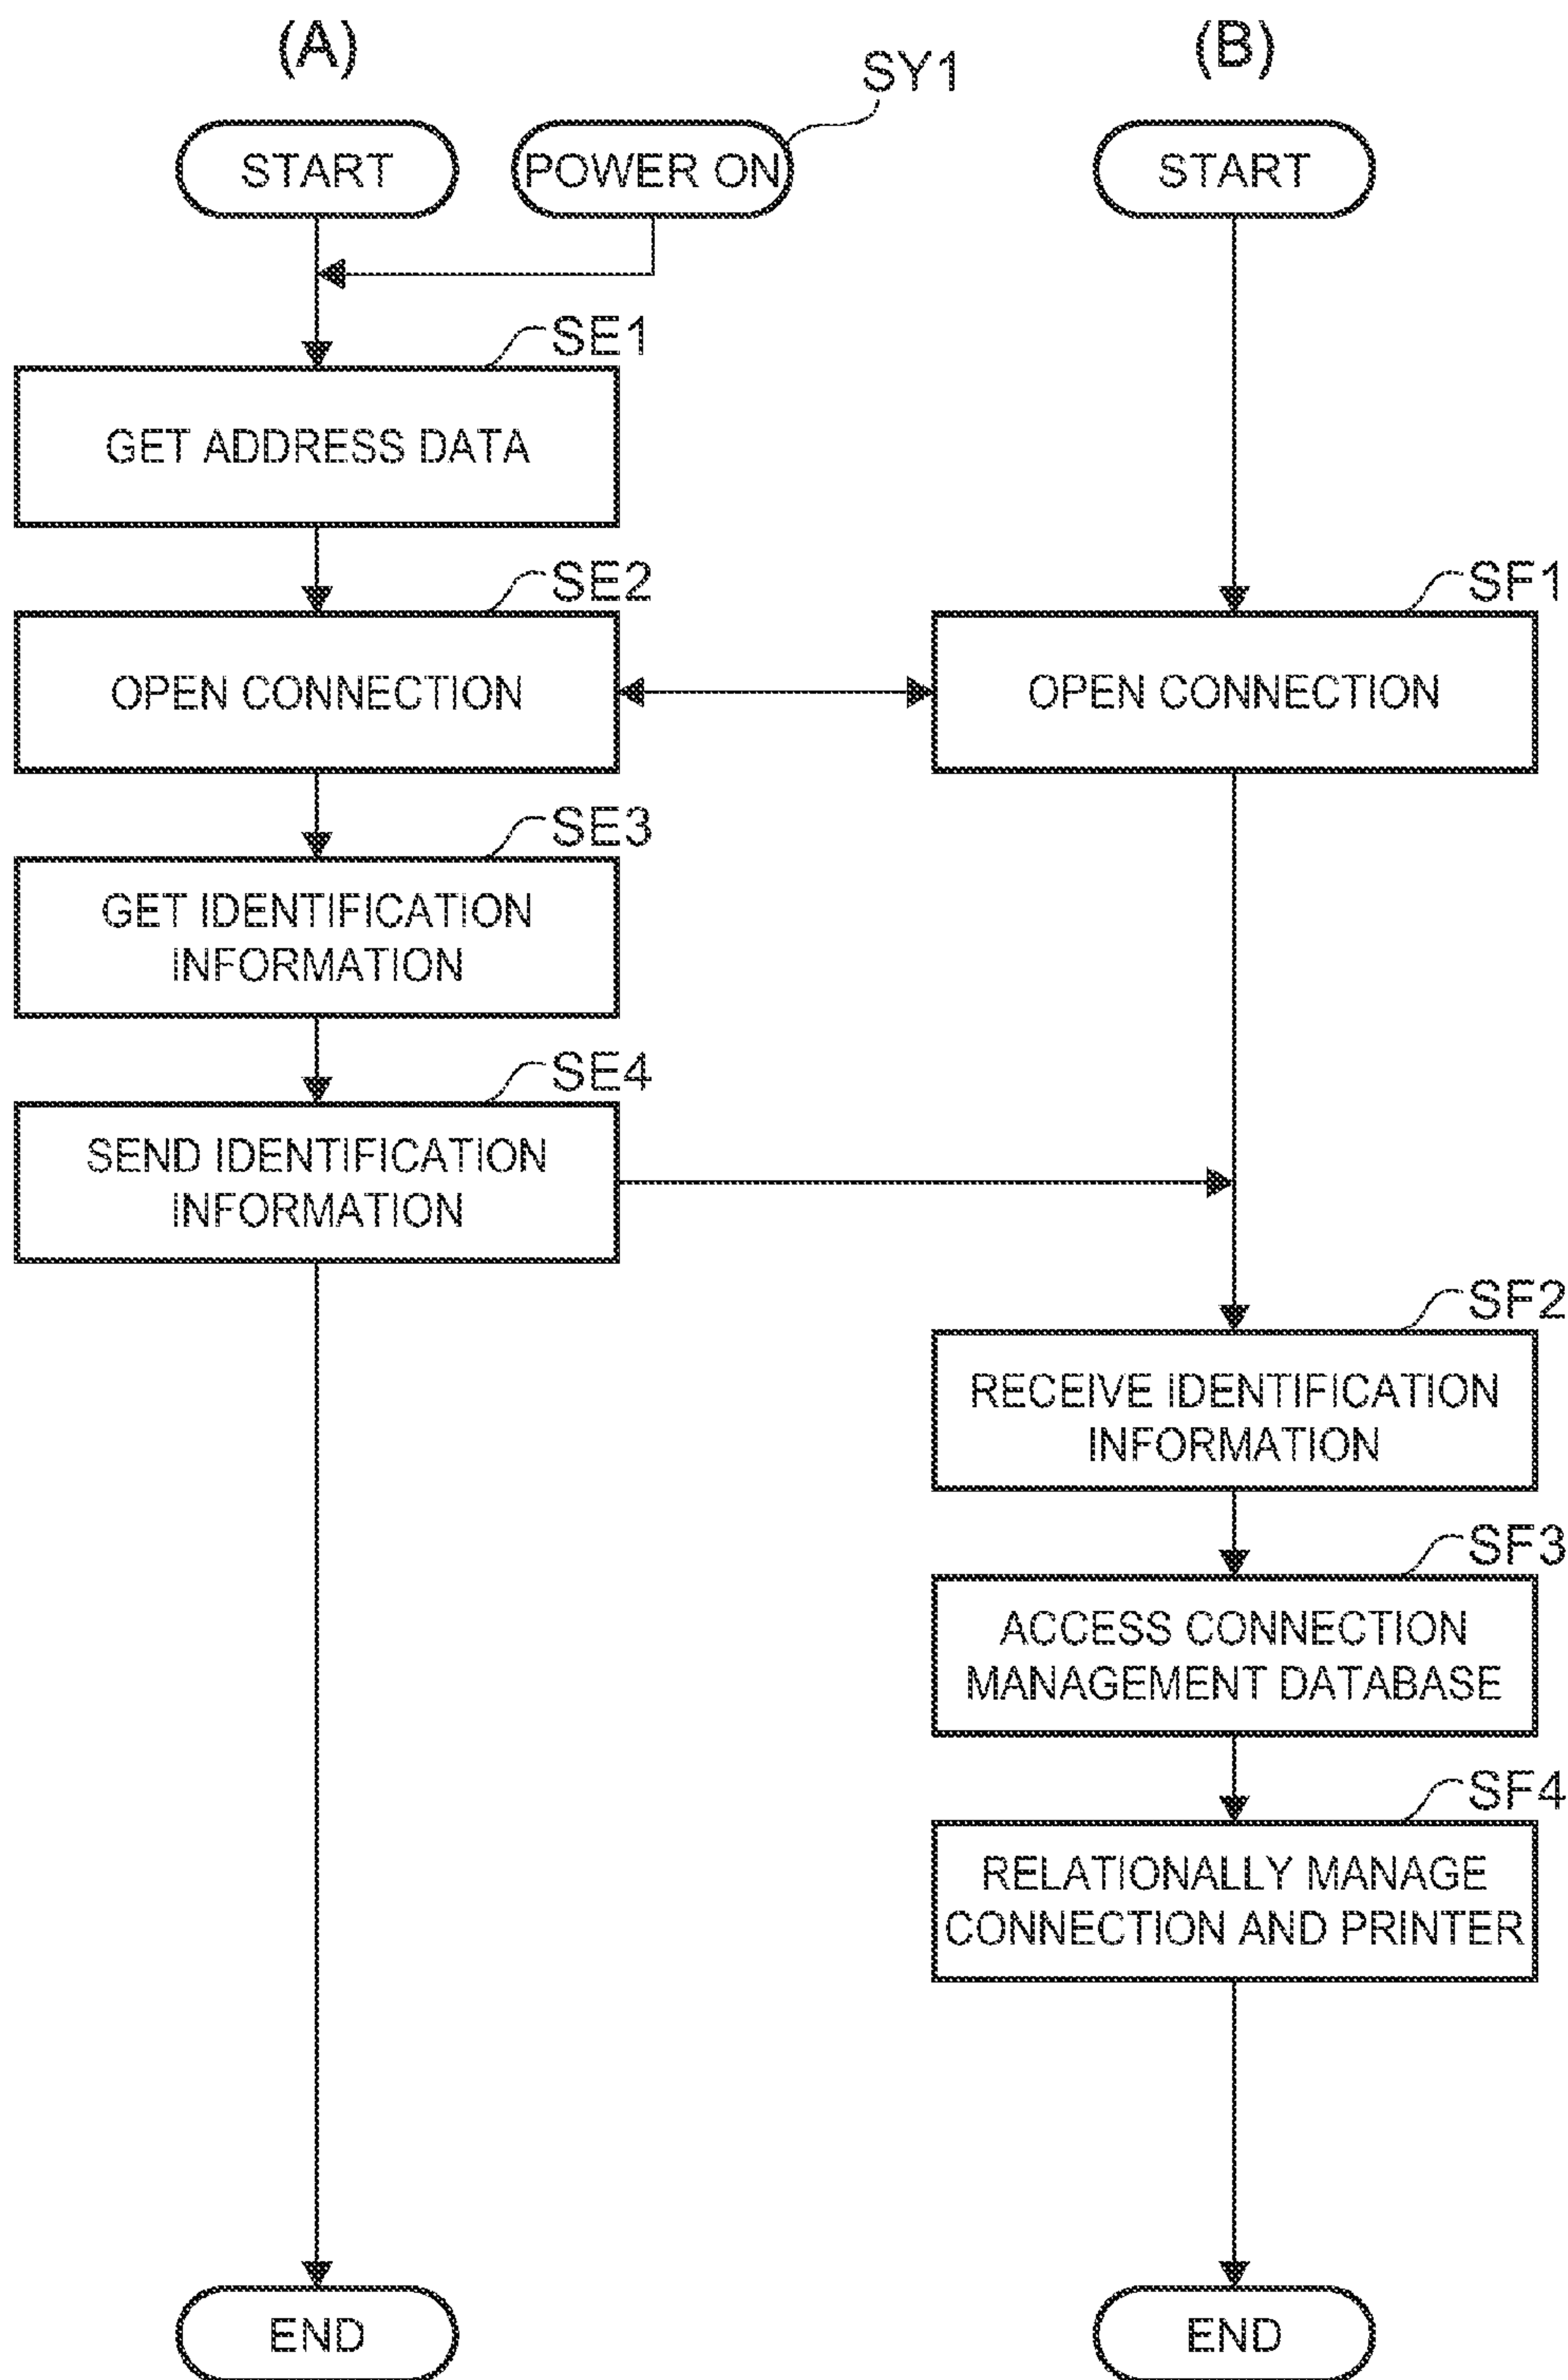 (A)
(B)
SY1
START
POWER ON
START
SE1
GET ADDRESS DATA
SE2
SF1
OPEN CONNECTION
OPEN CONNECTION
SE3
GET IDENTIFICATION
INFORMATION
SE4
SEND IDENTIFICATION
INFORMATION
SF2
RECEIVE IDENTIFICATION
INFORMATION
SF3
ACCESS CONNECTION
MANAGEMENT DATABASE
SF4
RELATIONALLY MANAGE
CONNECTION AND PRINTER
END
END